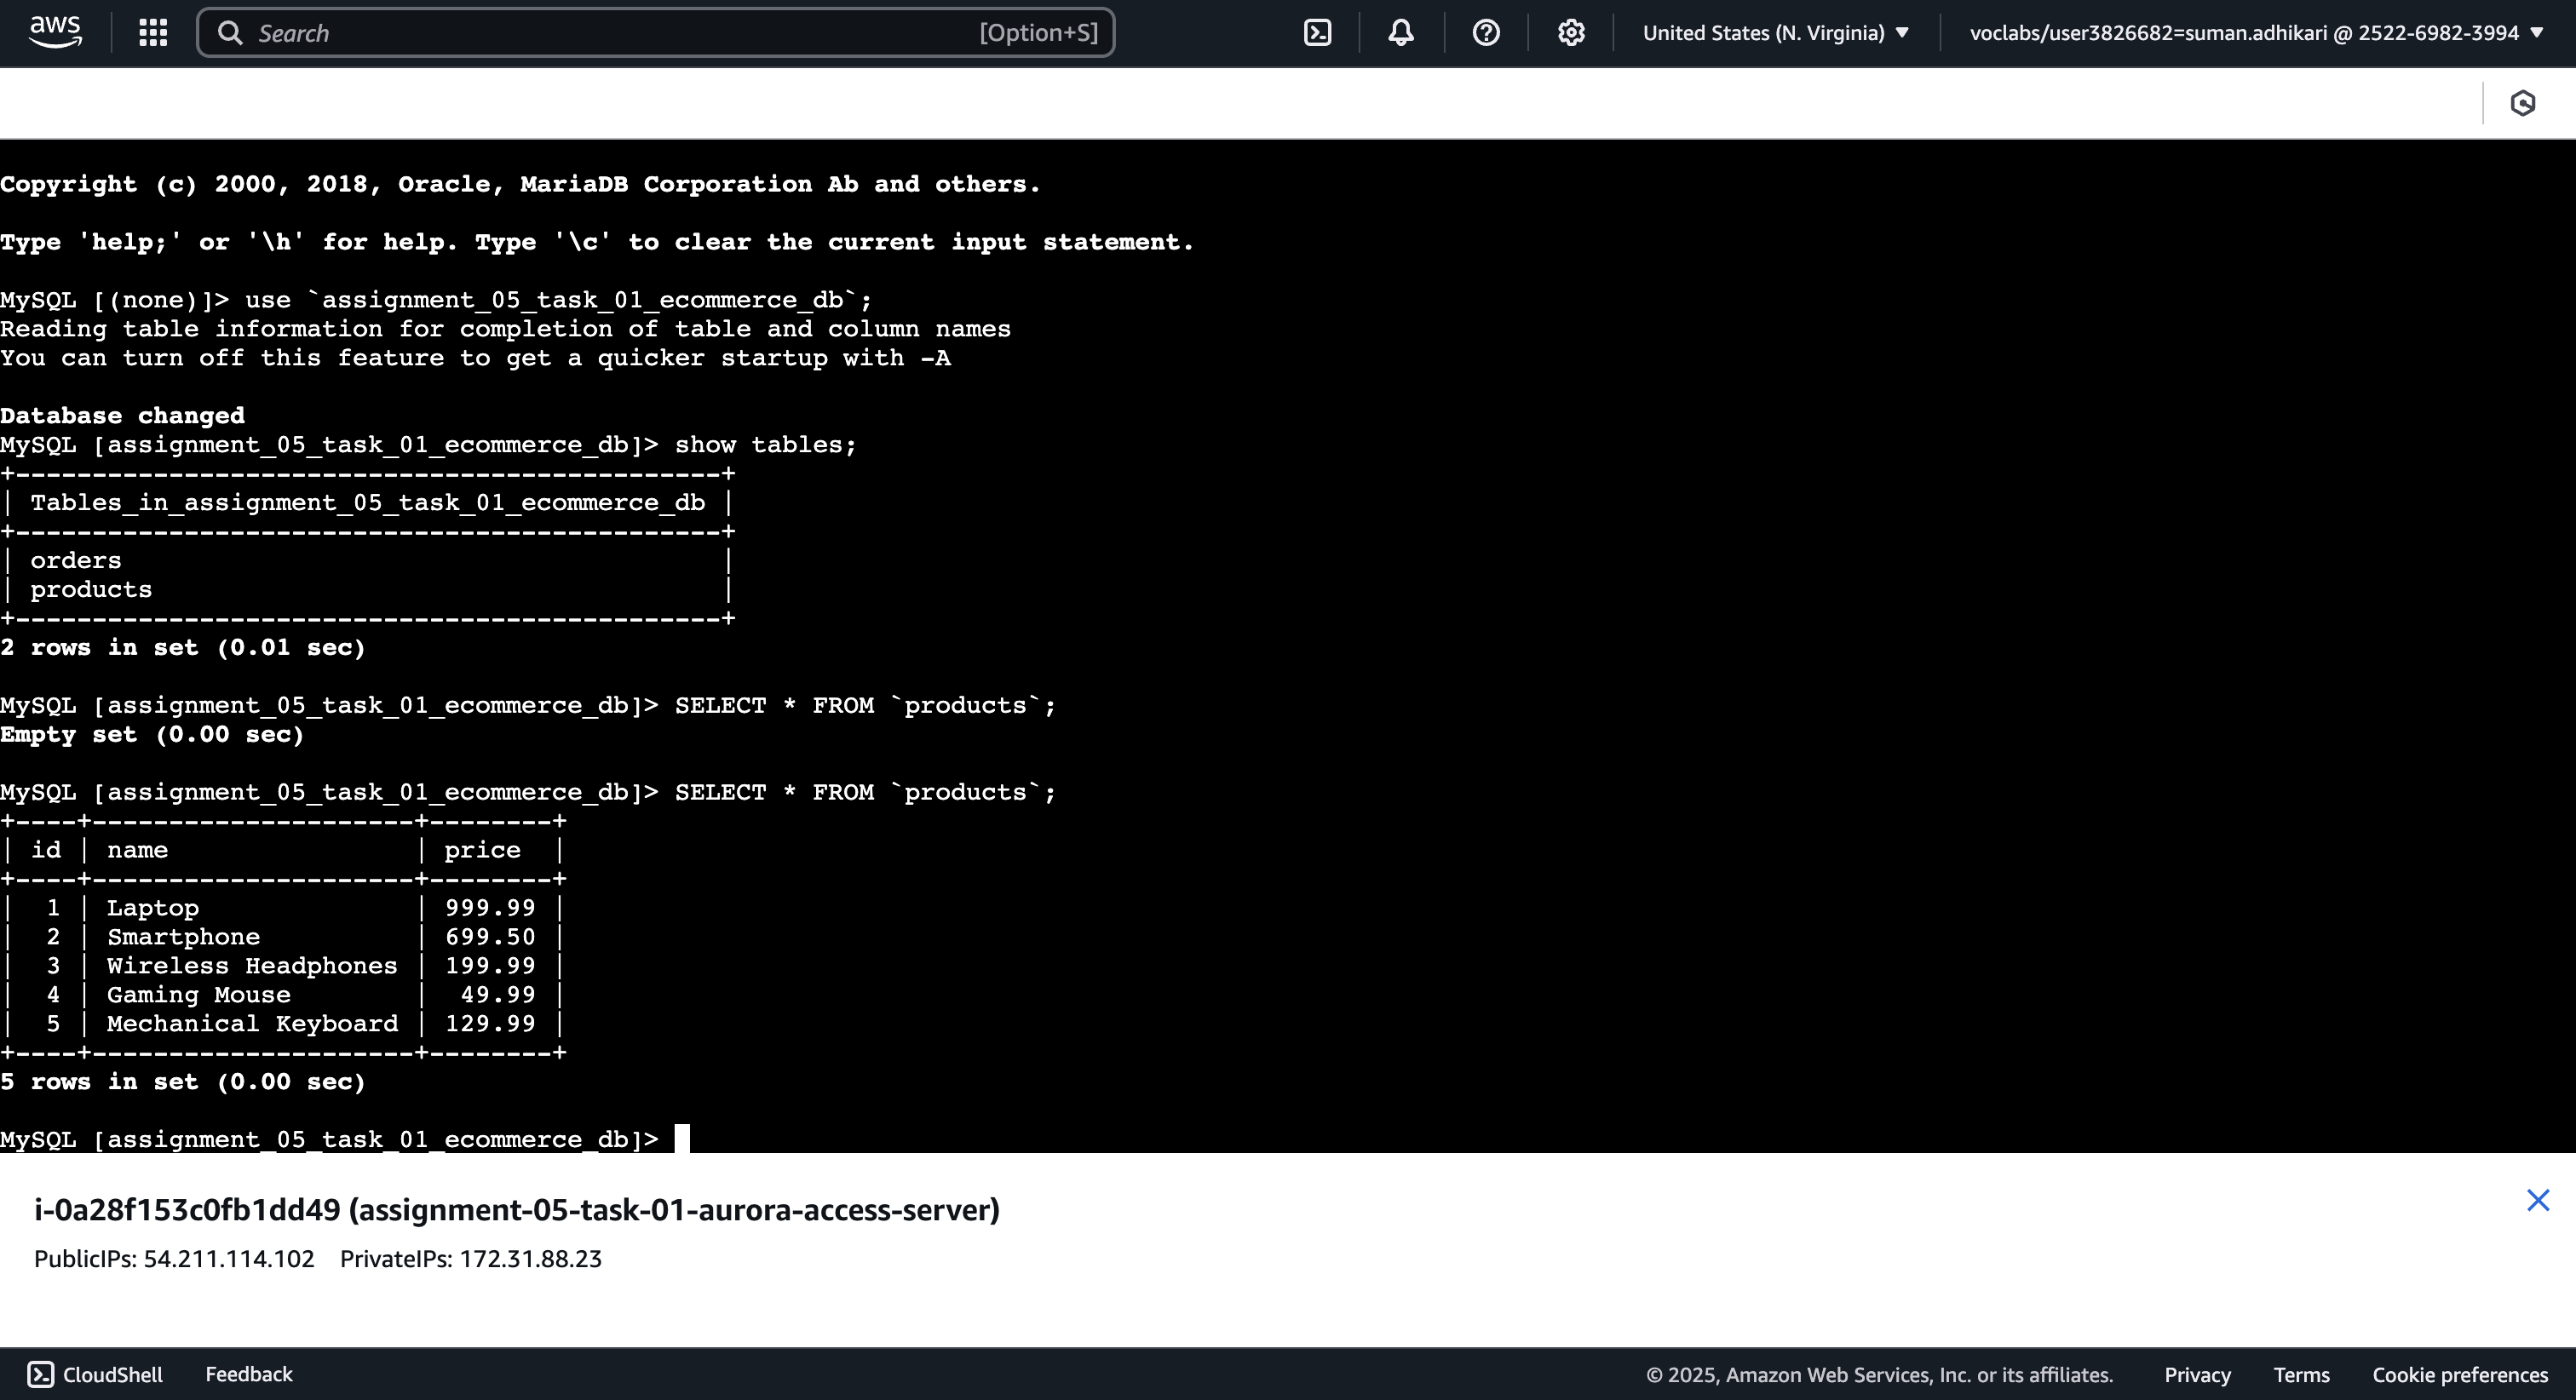 aws
Search [Option+S]
United States (N. Virginia) ▼
voclabs/user3826682=suman.adhikari @ 2522-6982-3994 ▼
Copyright (c) 2000, 2018, Oracle, MariaDB Corporation Ab and others.
Type 'help;' or '\h' for help. Type '\c' to clear the current input statement.
MySQL [(none)]> use `assignment_05_task_01_ecommerce_db`;
Reading table information for completion of table and column names
You can turn off this feature to get a quicker startup with -A
Database changed
MySQL [assignment_05_task_01_ecommerce_db]> show tables;
+----------------------------------------------+
| Tables_in_assignment_05_task_01_ecommerce_db |
+----------------------------------------------+
| orders                                       |
| products                                     |
+----------------------------------------------+
2 rows in set (0.01 sec)
MySQL [assignment_05_task_01_ecommerce_db]> SELECT * FROM `products`;
Empty set (0.00 sec)
MySQL [assignment_05_task_01_ecommerce_db]> SELECT * FROM `products`;
+----+---------------------+--------+
| id | name                | price  |
+----+---------------------+--------+
|  1 | Laptop              | 999.99 |
|  2 | Smartphone          | 699.50 |
|  3 | Wireless Headphones | 199.99 |
|  4 | Gaming Mouse        |  49.99 |
|  5 | Mechanical Keyboard | 129.99 |
+----+---------------------+--------+
5 rows in set (0.00 sec)
MySQL [assignment_05_task_01_ecommerce_db]>
i-0a28f153c0fb1dd49 (assignment-05-task-01-aurora-access-server)
PublicIPs: 54.211.114.102 PrivateIPs: 172.31.88.23
CloudShell Feedback © 2025, Amazon Web Services, Inc. or its affiliates. Privacy Terms Cookie preferences